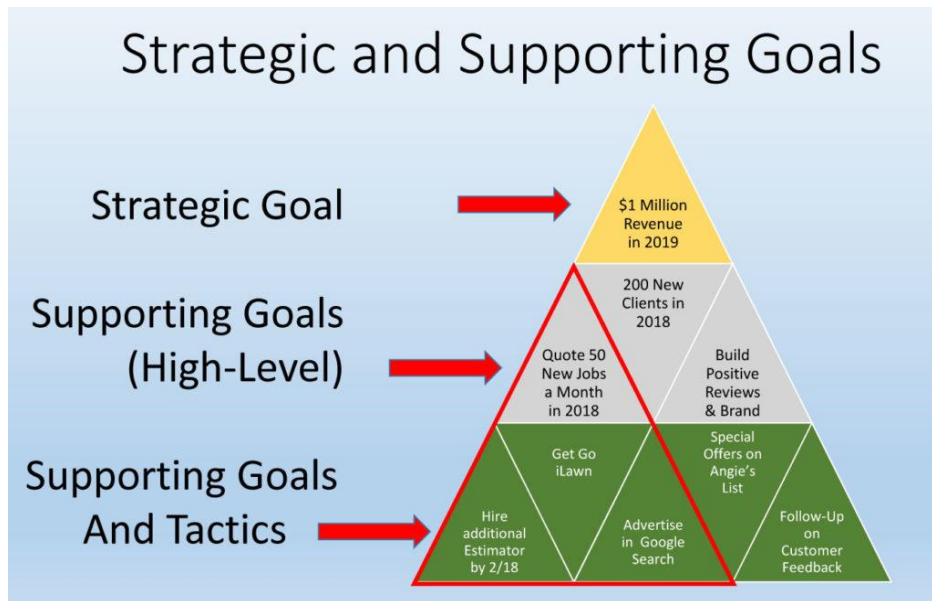 Strategic and Supporting Goals
Strategic Goal
$1 Million
Revenue
in 2019
Supporting Goals
(High-Level)
200 New
Clients in
2018
Quote 50
New Jobs
a Month
in 2018
Build
Positive
Reviews
& Brand
Supporting Goals
And Tactics
Hire
additional
Estimator
by 2/18
Get Go
iLawn
Advertise
in Google
Search
Special
Offers on
Angie's
List
Follow-Up
on
Customer
Feedback